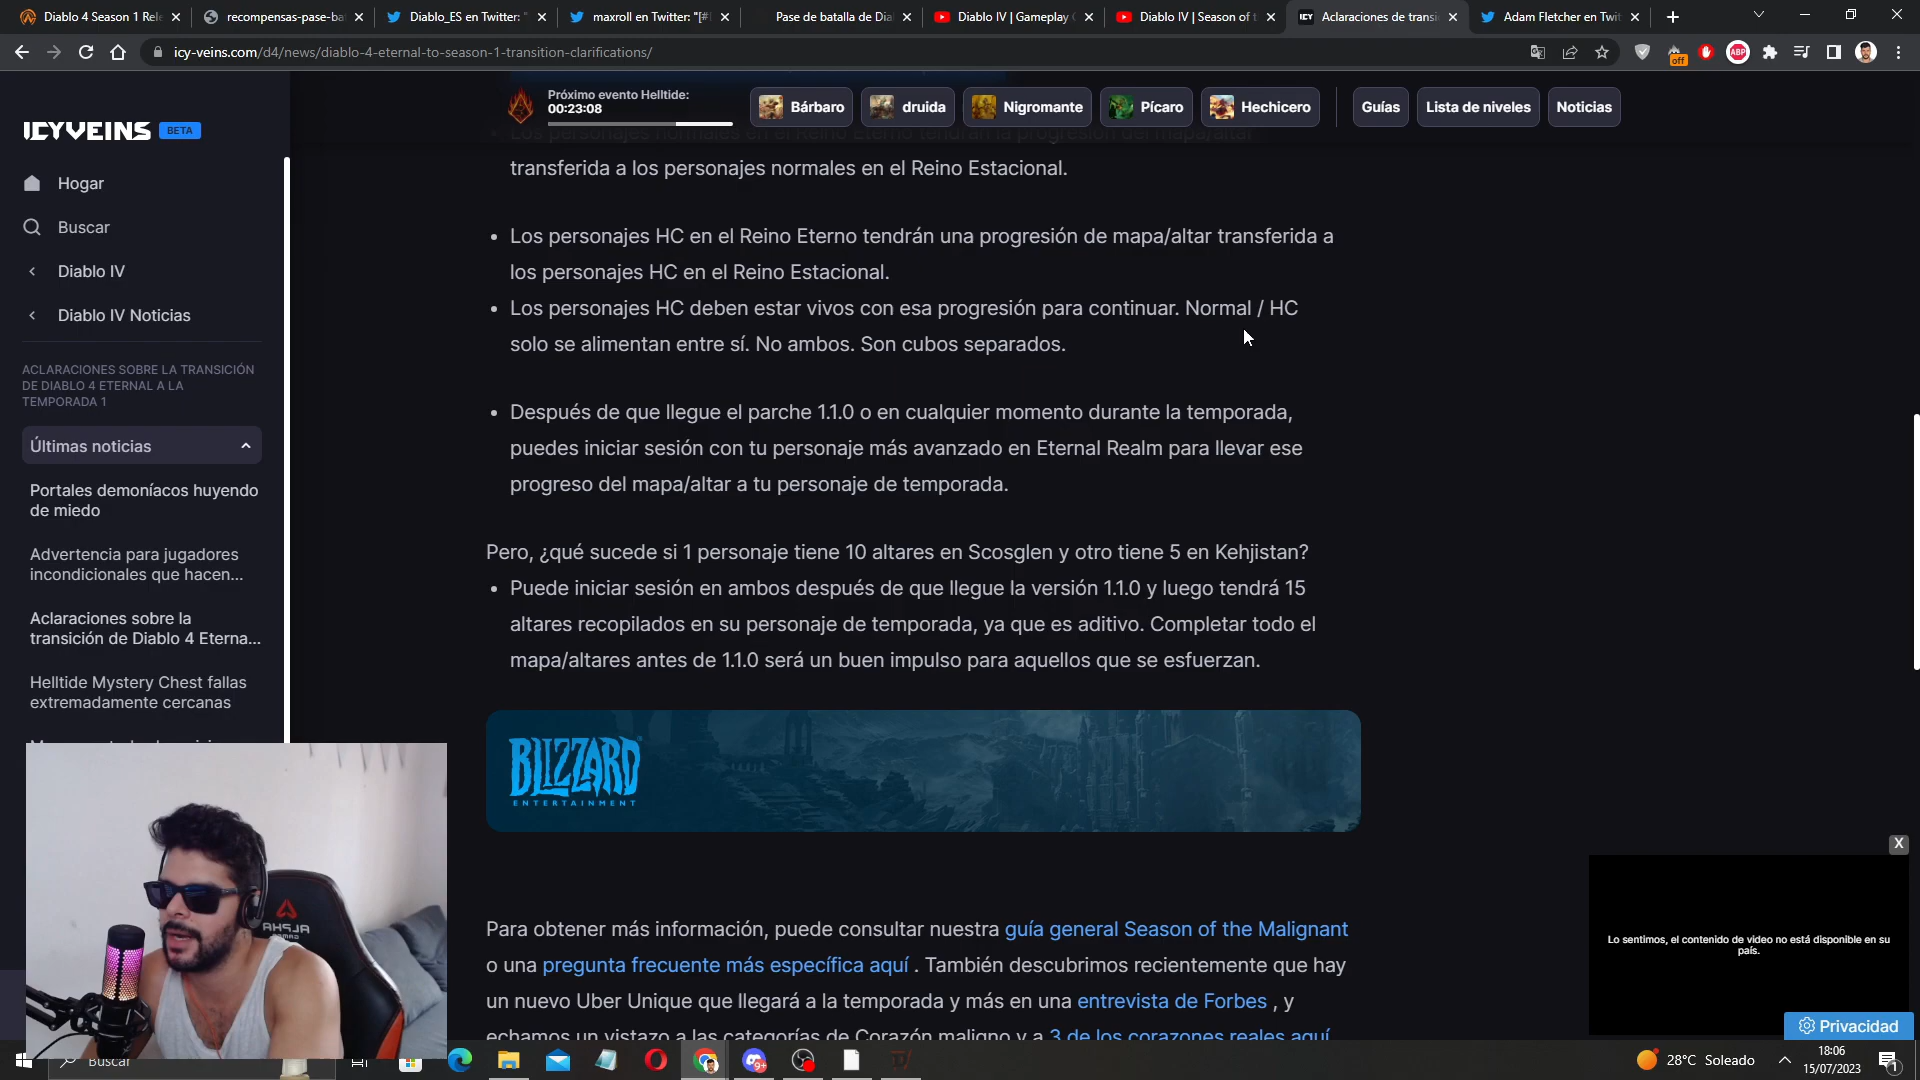 Diablo 4 Season 1 Rele
recompensas-pase-ba
Diablo_ES en Twitter: "
maxroll en Twitter: "[#
Pase de batalla de Dia
Diablo IV | Gameplay
Diablo IV | Season of t
Aclaraciones de transi
Adam Fletcher en Twit
icy-veins.com/d4/news/diablo-4-eternal-to-season-1-transition-clarifications/
off
ABP
Próximo evento Helltide:
00:23:08
Bárbaro
druida
Nigromante
Pícaro
Hechicero
Guías
Lista de niveles
Noticias
ICYVEINS BETA
Hogar
Buscar
Diablo IV
Diablo IV Noticias
ACLARACIONES SOBRE LA TRANSICIÓN
DE DIABLO 4 ETERNAL A LA
TEMPORADA 1
Últimas noticias
Portales demoníacos huyendo
de miedo
Advertencia para jugadores
incondicionales que hacen...
Aclaraciones sobre la
transición de Diablo 4 Eterna...
Helltide Mystery Chest fallas
extremadamente cercanas
Los personajes normales en el Reino Eterno tendrán la progresión del mapa/altar
transferida a los personajes normales en el Reino Estacional.
• Los personajes HC en el Reino Eterno tendrán una progresión de mapa/altar transferida a
los personajes HC en el Reino Estacional.
• Los personajes HC deben estar vivos con esa progresión para continuar. Normal / HC
solo se alimentan entre sí. No ambos. Son cubos separados.
• Después de que llegue el parche 1.1.0 o en cualquier momento durante la temporada,
puedes iniciar sesión con tu personaje más avanzado en Eternal Realm para llevar ese
progreso del mapa/altar a tu personaje de temporada.
Pero, ¿qué sucede si 1 personaje tiene 10 altares en Scosglen y otro tiene 5 en Kehjistan?
• Puede iniciar sesión en ambos después de que llegue la versión 1.1.0 y luego tendrá 15
altares recopilados en su personaje de temporada, ya que es aditivo. Completar todo el
mapa/altares antes de 1.1.0 será un buen impulso para aquellos que se esfuerzan.
BLIZZARD
ENTERTAINMENT
Para obtener más información, puede consultar nuestra guía general Season of the Malignant
o una pregunta frecuente más específica aquí . También descubrimos recientemente que hay
un nuevo Uber Unique que llegará a la temporada y más en una entrevista de Forbes , y
echamos un vistazo a las categorías de Corazón maligno y a 3 de los corazones reales aquí
X
Lo sentimos, el contenido de video no está disponible en su
país.
Privacidad
ALPHA
GAMING
Buscar
28°C Soleado
18:06
15/07/2023
1